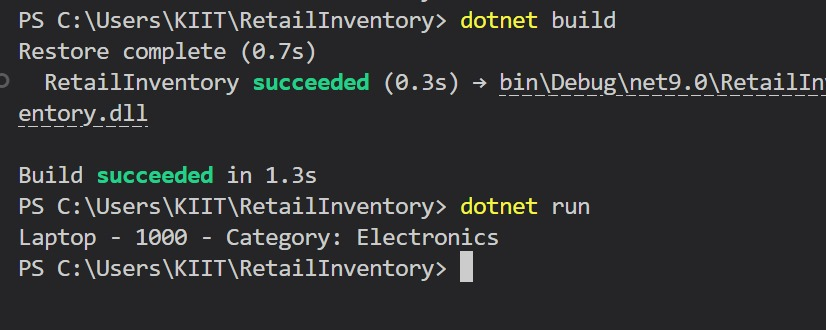 PS C:\Users\KIIT\RetailInventory> dotnet build
Restore complete (0.7s)
RetailInventory succeeded (0.3s) → bin\Debug\net9.0\RetailInv
entory.dll
Build succeeded in 1.3s
PS C:\Users\KIIT\RetailInventory> dotnet run
Laptop - 1000 - Category: Electronics
PS C:\Users\KIIT\RetailInventory>